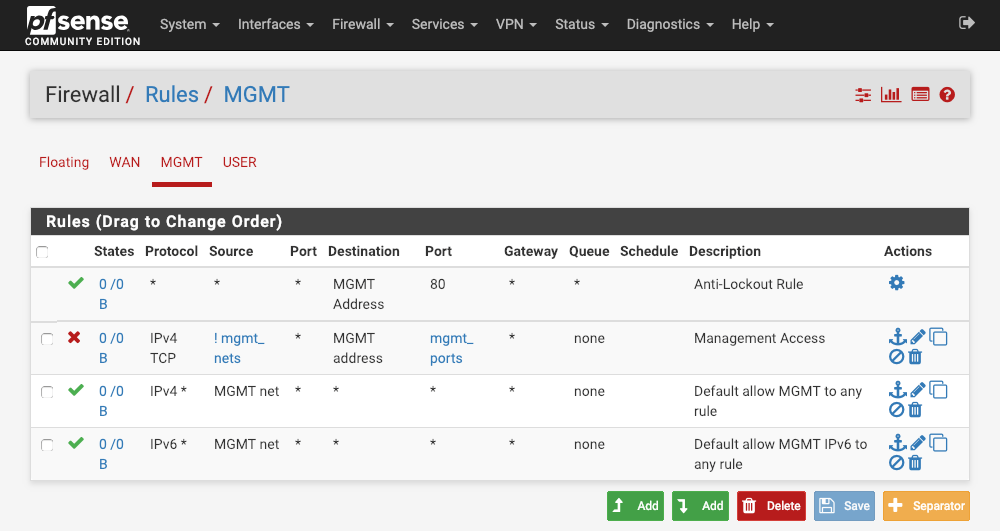 pfsense
COMMUNITY EDITION
System Interfaces Firewall Services VPN Status Diagnostics Help
Firewall / Rules / MGMT
Floating WAN MGMT USER
Rules (Drag to Change Order)
States Protocol Source Port Destination Port Gateway Queue Schedule Description Actions
0 /0 * * * MGMT 80 * * Anti-Lockout Rule
B Address
0 /0 IPv4 ! mgmt_ * MGMT mgmt_ * none Management Access
B TCP nets address ports
0 /0 IPv4 * MGMT net * * * * none Default allow MGMT to any
B rule
0 /0 IPv6 * MGMT net * * * * none Default allow MGMT IPv6 to
B any rule
Add Add Delete Save Separator